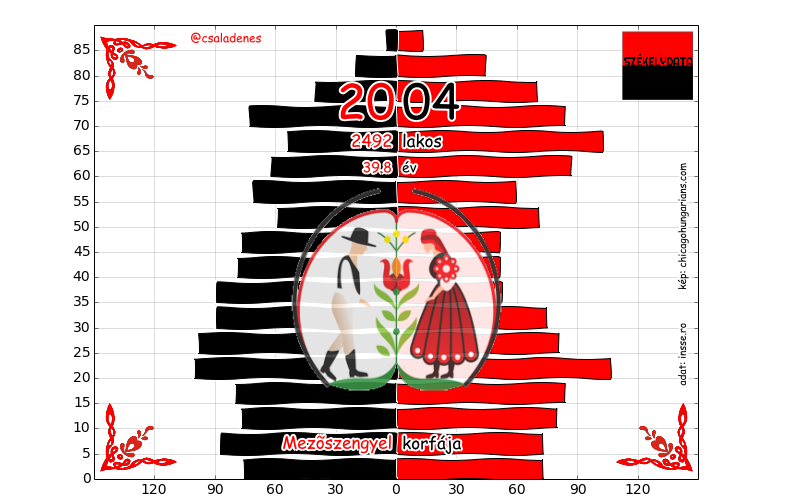 @csaladenes
SZÉKELYDATA
2004
2492 lakos
39.8 év
kép: chicagohungarians.com
adat: insse.ro
Mezőszengyel korfája
85
80
75
70
65
60
55
50
45
40
35
30
25
20
15
10
5
0
120 90 60 30 0 30 60 90 120